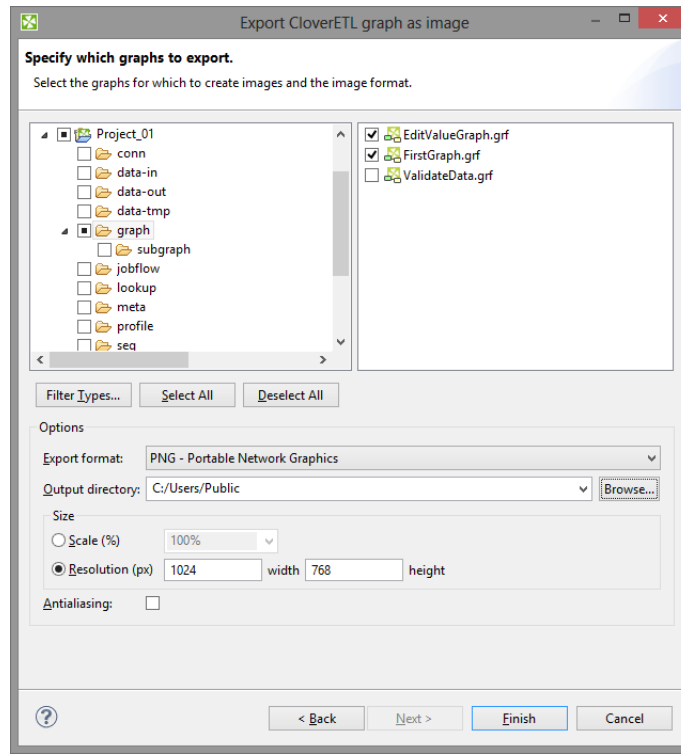 Export CloverETL graph as image
Specify which graphs to export.
Select the graphs for which to create images and the image format.
Project_01
conn
data-in
data-out
data-tmp
graph
subgraph
jobflow
lookup
meta
profile
seq
EditValueGraph.grf
FirstGraph.grf
ValidateData.grf
Filter Types... Select All Deselect All
Options
Export format: PNG - Portable Network Graphics
Output directory: C:/Users/Public Browse...
Size
Scale (%) 100%
Resolution (px) 1024 width 768 height
Antialiasing:
? < Back Next > Finish Cancel